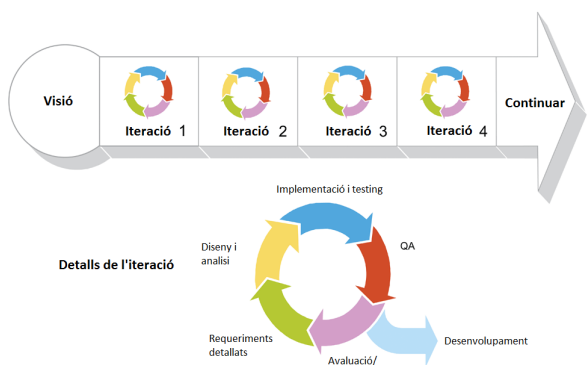 Visió
Iteració 1
Iteració 2
Iteració 3
Iteració 4
Continuar
Implementació i testing
Diseny i
analisi
QA
Detalls de l'iteració
Requeriments
detallats
Desenvolupament
Avaluació/